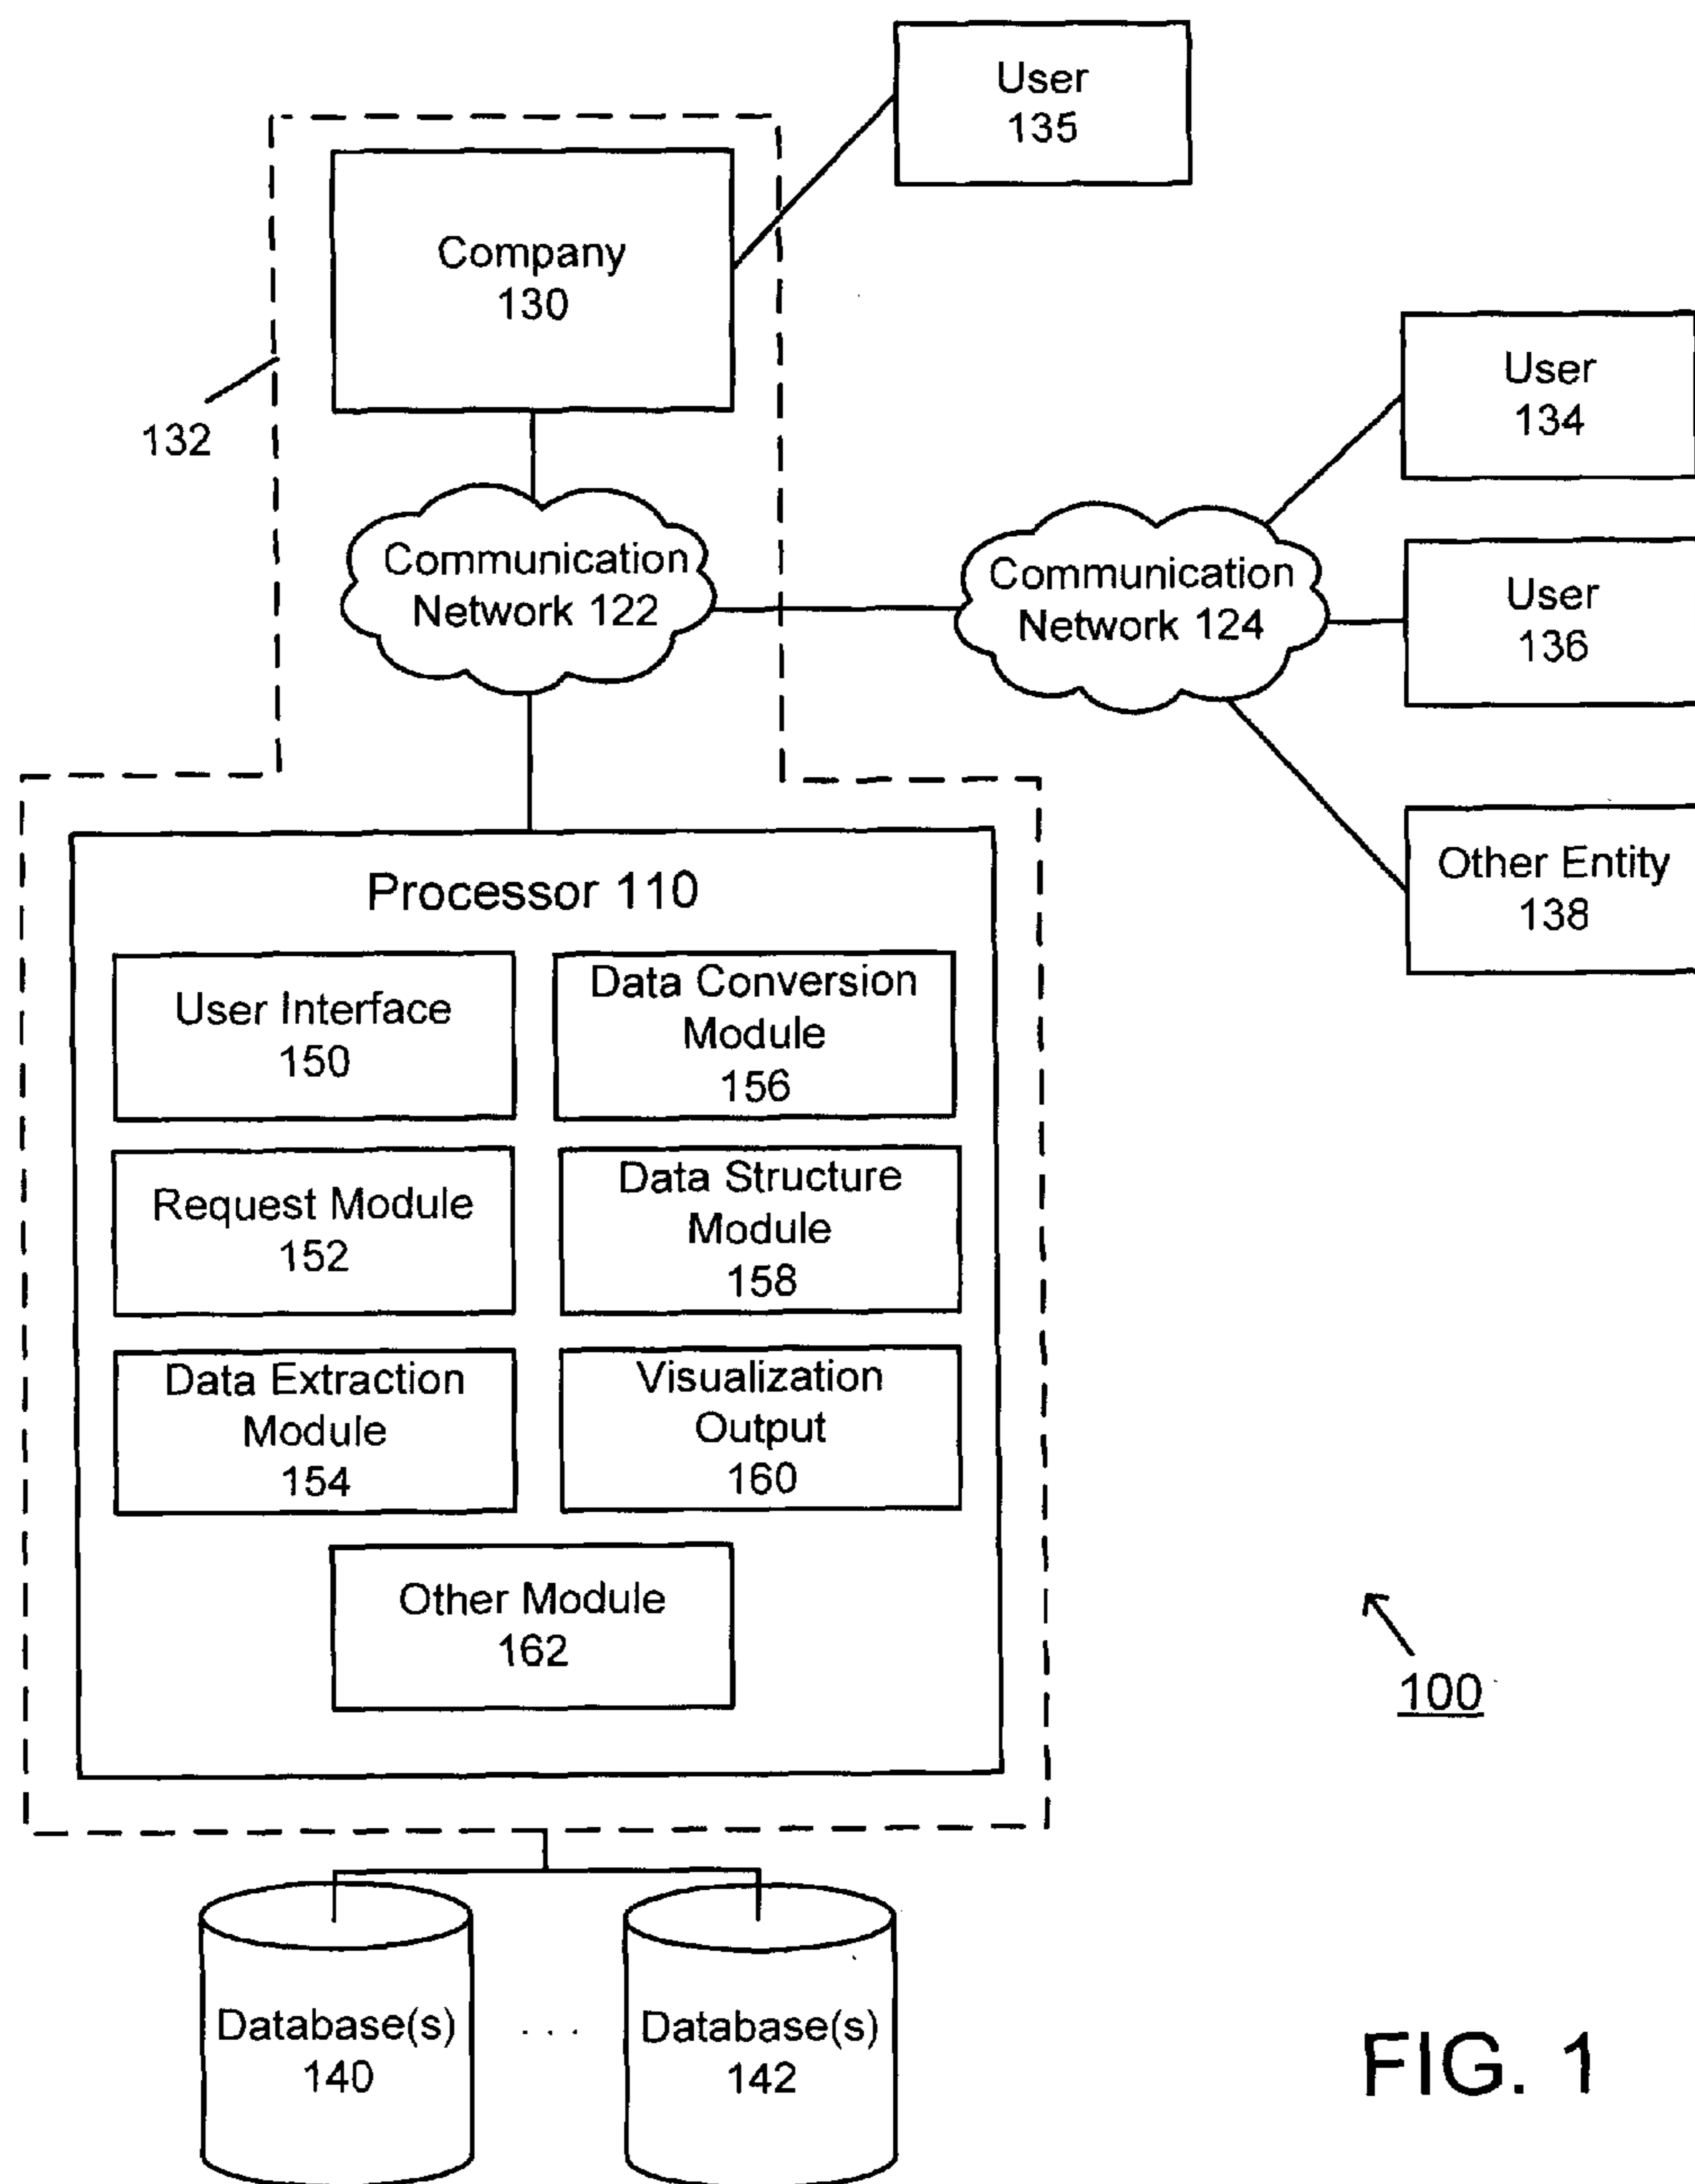 User
135
Company
130
132
User
134
Communication
Network 122
Communication
Network 124
User
136
Other Entity
138
Processor 110
User Interface
150
Data Conversion
Module
156
Request Module
152
Data Structure
Module
158
Data Extraction
Module
154
Visualization
Output
160
Other Module
162
100
Database(s)
140
. . .
Database(s)
142
FIG. 1